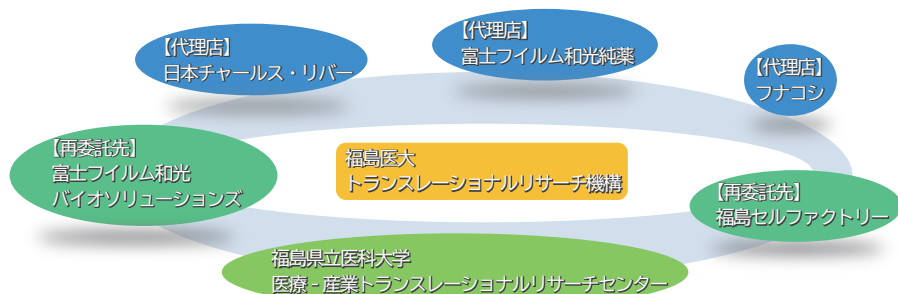 【代理店】
日本チャールス・リバー
【代理店】
富士フイルム和光純薬
【代理店】
フナコシ
【再委託先】
富士フイルム和光
バイオソリューションズ
福島医大
トランスレーショナルリサーチ機構
【再委託先】
福島セルファクトリー
福島県立医科大学
医療-産業トランスレーショナルリサーチセンター